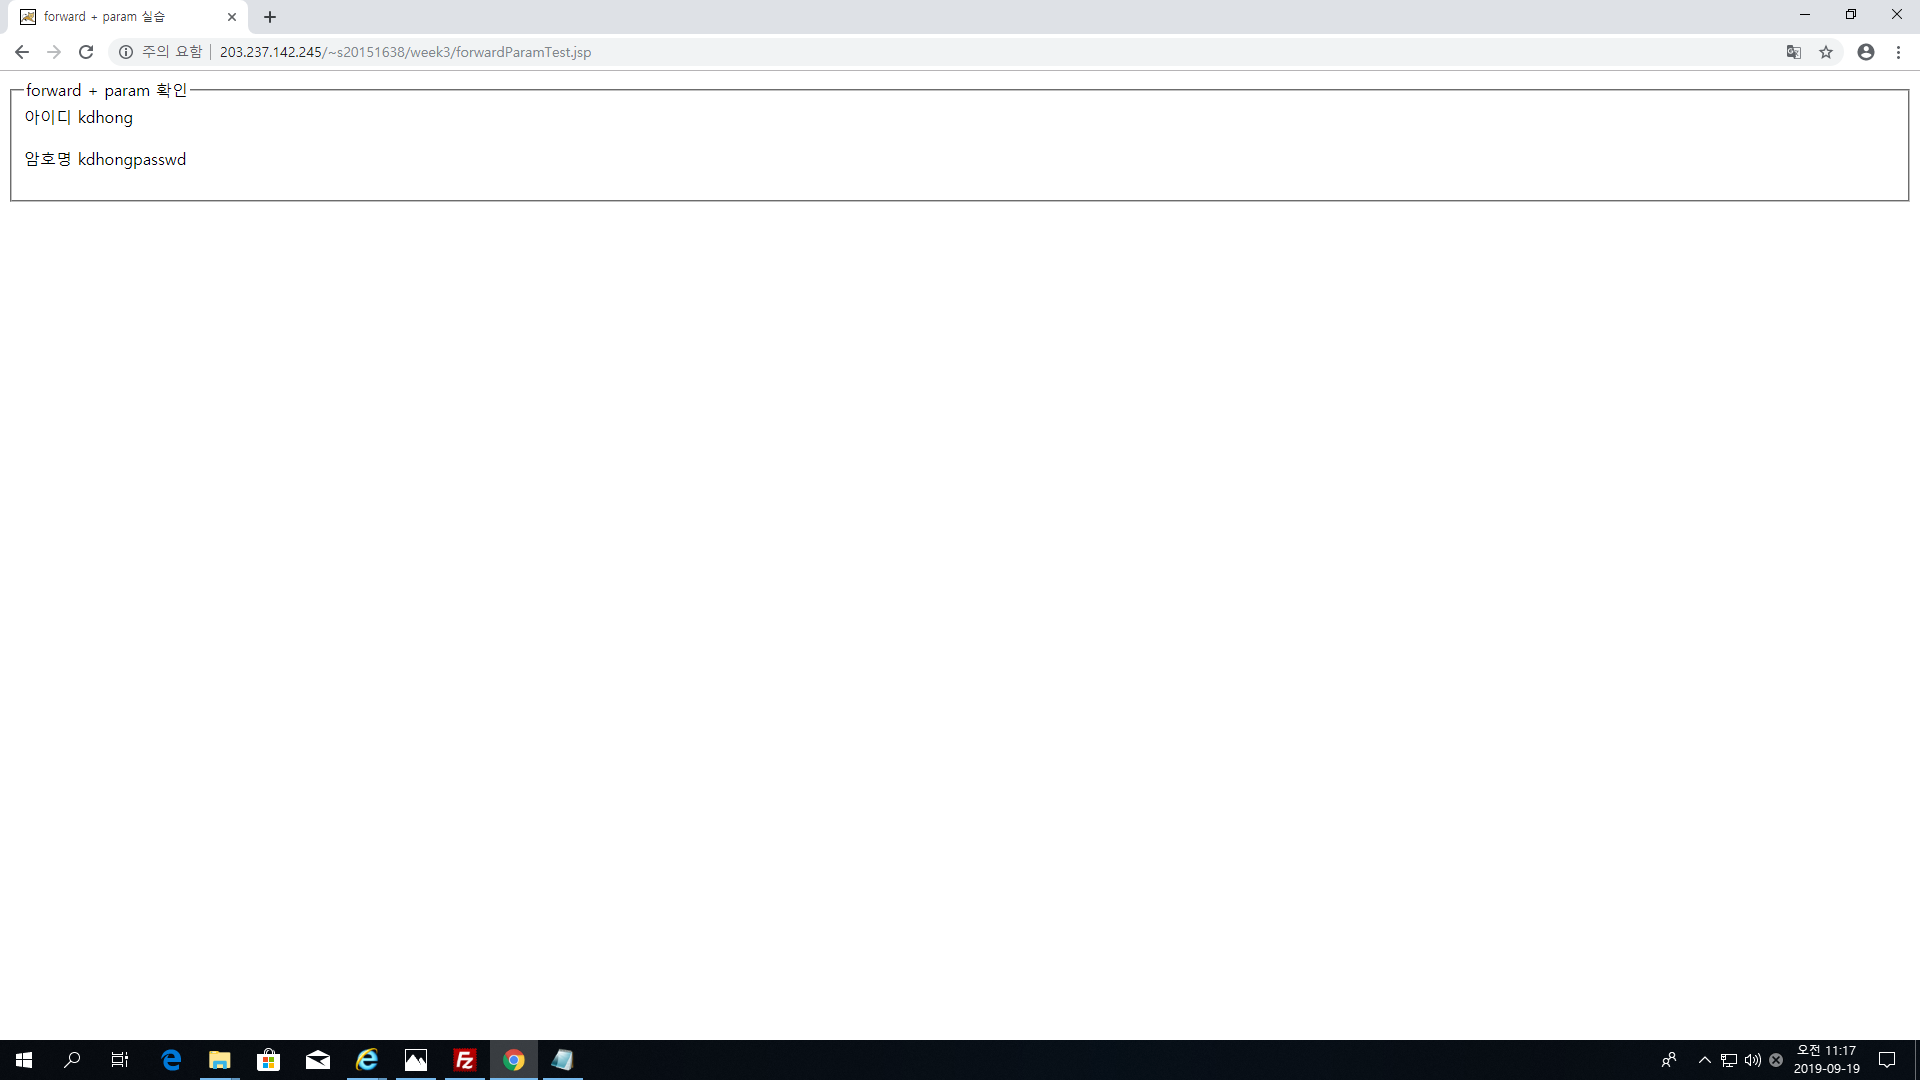 forward + param 실습
주의 요함 203.237.142.245/~s20151638/week3/forwardParamTest.jsp
forward + param 확인
아이디 kdhong
암호명 kdhongpasswd
오전 11:17
2019-09-19